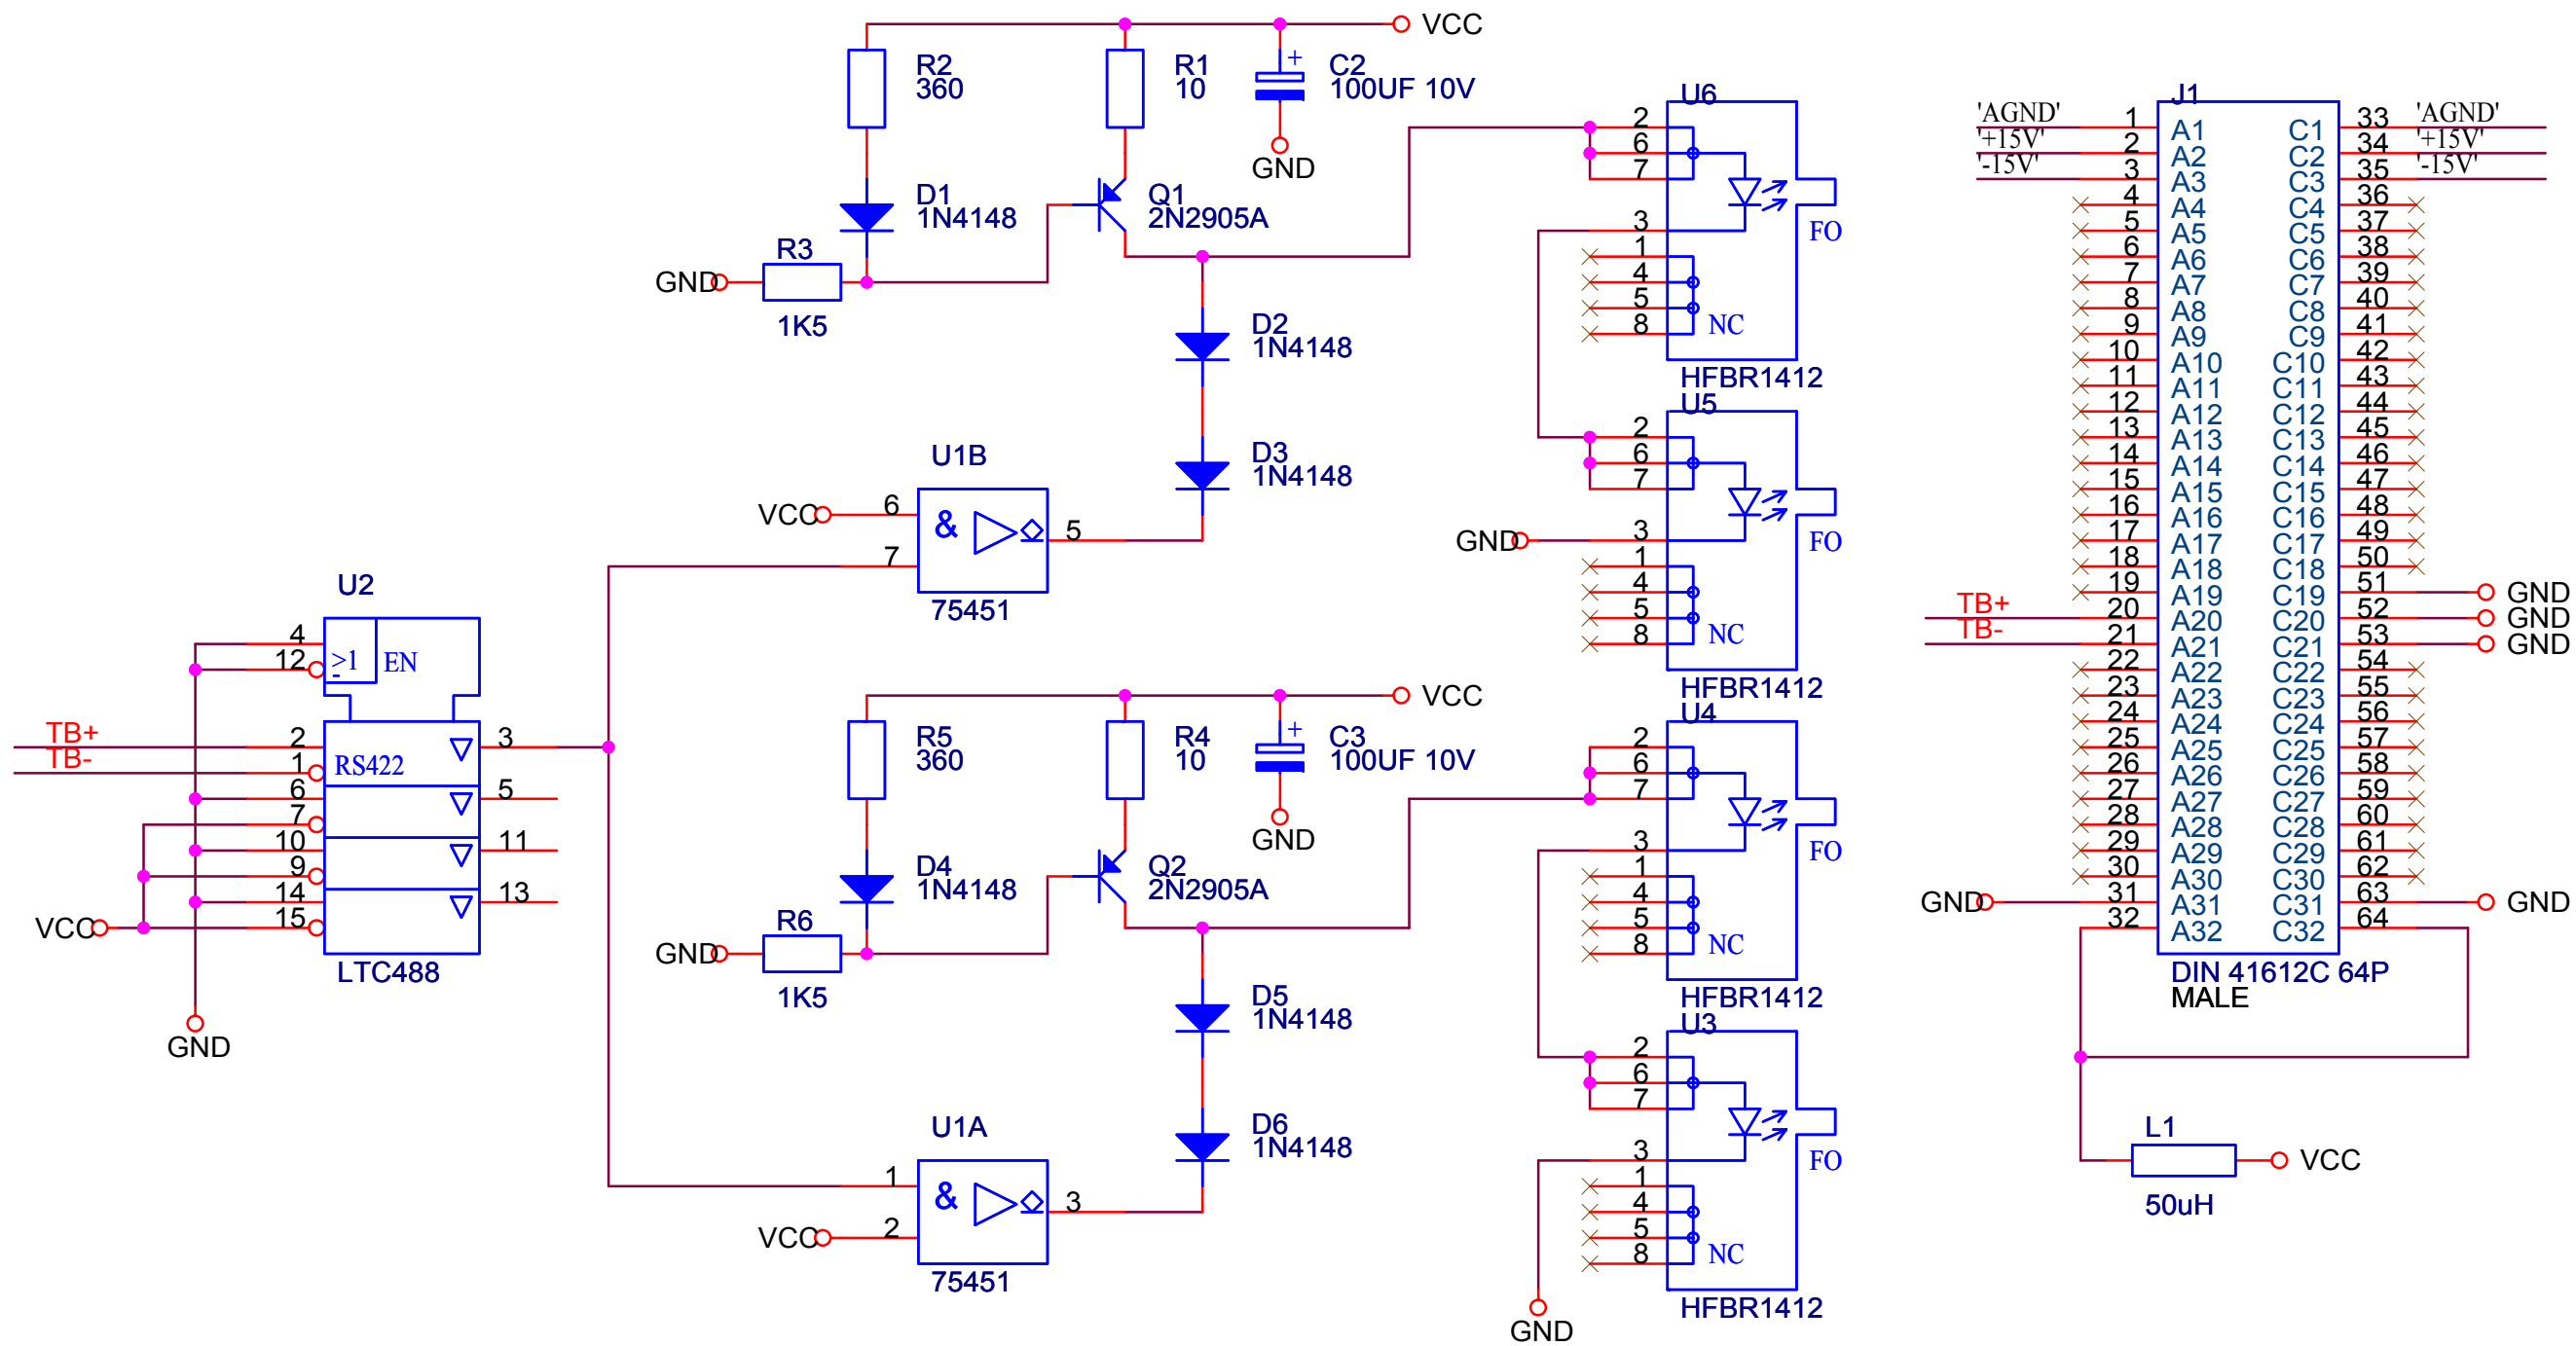 VCC
R2
360
R1
10
C2
100UF 10V
+
GND
D1
1N4148
Q1
2N2905A
R3
GND
1K5
D2
1N4148
D3
1N4148
U1B
VCC
6
7
&
5
75451
U2
4
12
>1
-
EN
TB+
TB-
2
1
RS422
3
6
7
5
10
9
11
14
15
13
VCC
LTC488
GND
VCC
R5
360
R4
10
C3
100UF 10V
+
GND
D4
1N4148
Q2
2N2905A
R6
GND
1K5
D5
1N4148
D6
1N4148
U1A
1
&
3
VCC
2
75451
U6
2
6
7
3
FO
1
4
5
8
NC
HFBR1412
U5
2
6
7
3
GND
FO
1
4
5
8
NC
HFBR1412
U4
2
6
7
3
FO
1
4
5
8
NC
HFBR1412
U3
2
6
7
3
FO
1
4
5
8
NC
HFBR1412
GND
J1
'AGND' 1 A1 C1 33 'AGND'
'+15V' 2 A2 C2 34 '+15V'
'-15V' 3 A3 C3 35 '-15V'
4 A4 C4 36
5 A5 C5 37
6 A6 C6 38
7 A7 C7 39
8 A8 C8 40
9 A9 C9 41
10 A10 C10 42
11 A11 C11 43
12 A12 C12 44
13 A13 C13 45
14 A14 C14 46
15 A15 C15 47
16 A16 C16 48
17 A17 C17 49
18 A18 C18 50
19 A19 C19 51 GND
TB+ 20 A20 C20 52 GND
TB- 21 A21 C21 53 GND
22 A22 C22 54
23 A23 C23 55
24 A24 C24 56
25 A25 C25 57
26 A26 C26 58
27 A27 C27 59
28 A28 C28 60
29 A29 C29 61
30 A30 C30 62
GND 31 A31 C31 63 GND
32 A32 C32 64
DIN 41612C 64P
MALE
L1
VCC
50uH